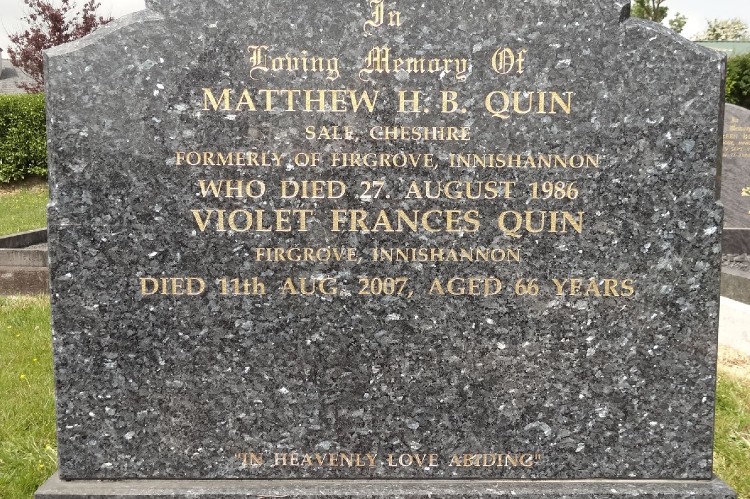 In
Loving Memory Of
MATTHEW H. B. QUIN
SALE, CHESHIRE
FORMERLY OF FIRGROVE, INNISHANNON
WHO DIED 27. AUGUST 1986
VIOLET FRANCES QUIN
FIRGROVE, INNISHANNON
DIED 11th AUG. 2007, AGED 66 YEARS
"IN HEAVENLY LOVE ABIDING"